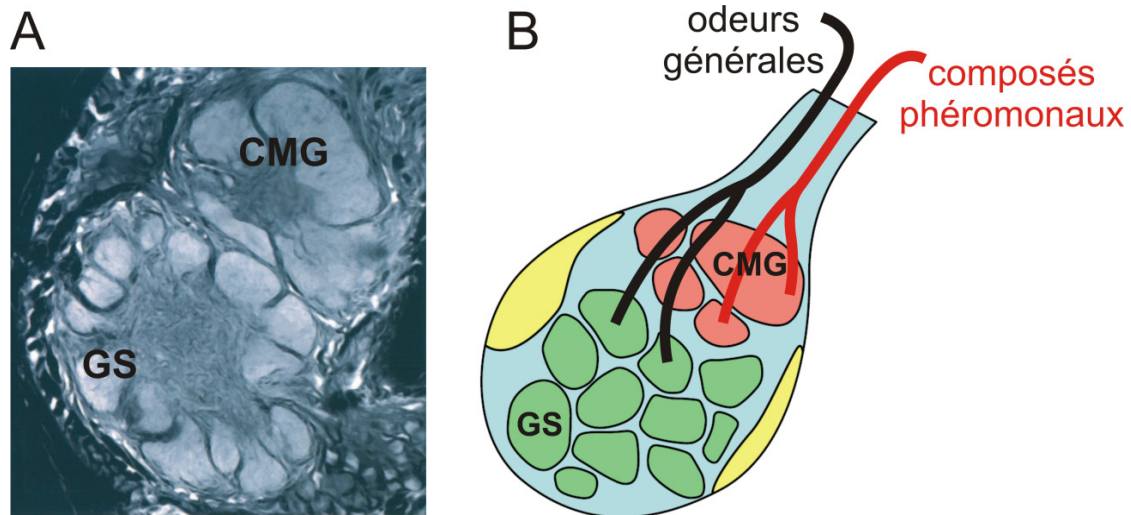 A
CMG
GS
B
odeurs
générales
composés
phéromonaux
CMG
GS